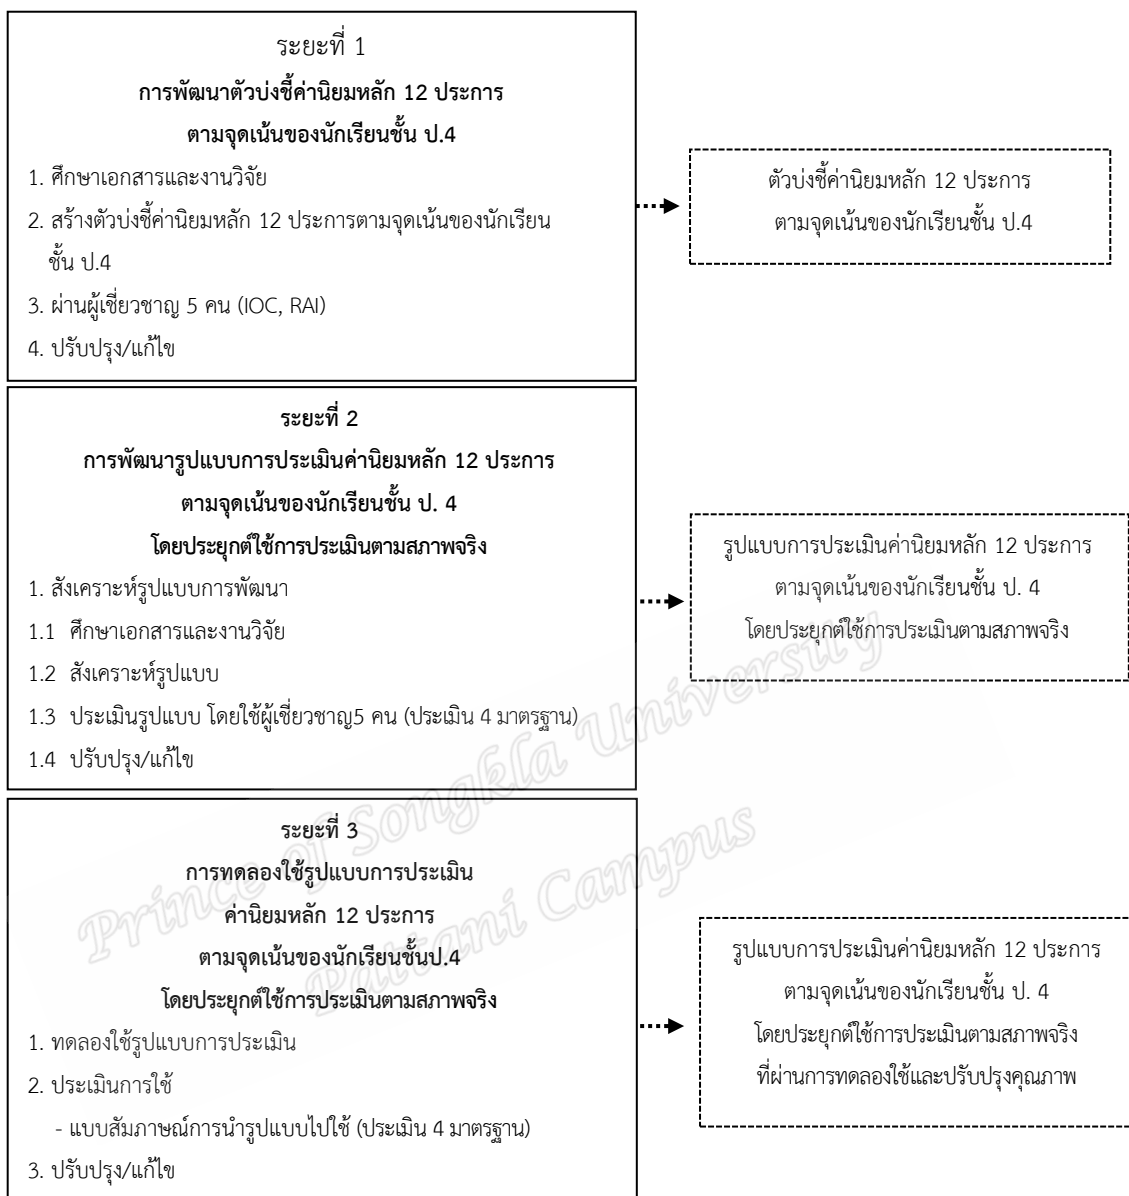 ระยะที่ 1
การพัฒนาตัวบ่งชี้ค่านิยมหลัก 12 ประการ
ตามจุดเน้นของนักเรียนชั้น ป.4
1. ศึกษาเอกสารและงานวิจัย
2. สร้างตัวบ่งชี้ค่านิยมหลัก 12 ประการตามจุดเน้นของนักเรียน
ชั้น ป.4
3. ผ่านผู้เชี่ยวชาญ 5 คน (IOC, RAI)
4. ปรับปรุง/แก้ไข
ตัวบ่งชี้ค่านิยมหลัก 12 ประการ
ตามจุดเน้นของนักเรียนชั้น ป.4
ระยะที่ 2
การพัฒนารูปแบบการประเมินค่านิยมหลัก 12 ประการ
ตามจุดเน้นของนักเรียนชั้น ป. 4
โดยประยุกต์ใช้การประเมินตามสภาพจริง
1. สังเคราะห์รูปแบบการพัฒนา
1.1 ศึกษาเอกสารและงานวิจัย
1.2 สังเคราะห์รูปแบบ
1.3 ประเมินรูปแบบ โดยใช้ผู้เชี่ยวชาญ5 คน (ประเมิน 4 มาตรฐาน)
1.4 ปรับปรุง/แก้ไข
รูปแบบการประเมินค่านิยมหลัก 12 ประการ
ตามจุดเน้นของนักเรียนชั้น ป. 4
โดยประยุกต์ใช้การประเมินตามสภาพจริง
ระยะที่ 3
การทดลองใช้รูปแบบการประเมิน
ค่านิยมหลัก 12 ประการ
ตามจุดเน้นของนักเรียนชั้นป.4
โดยประยุกต์ใช้การประเมินตามสภาพจริง
1. ทดลองใช้รูปแบบการประเมิน
2. ประเมินการใช้
- แบบสัมภาษณ์การนำรูปแบบไปใช้ (ประเมิน 4 มาตรฐาน)
3. ปรับปรุง/แก้ไข
รูปแบบการประเมินค่านิยมหลัก 12 ประการ
ตามจุดเน้นของนักเรียนชั้น ป. 4
โดยประยุกต์ใช้การประเมินตามสภาพจริง
ที่ผ่านการทดลองใช้และปรับปรุงคุณภาพ
Prince of Songkla University
Pattani Campus